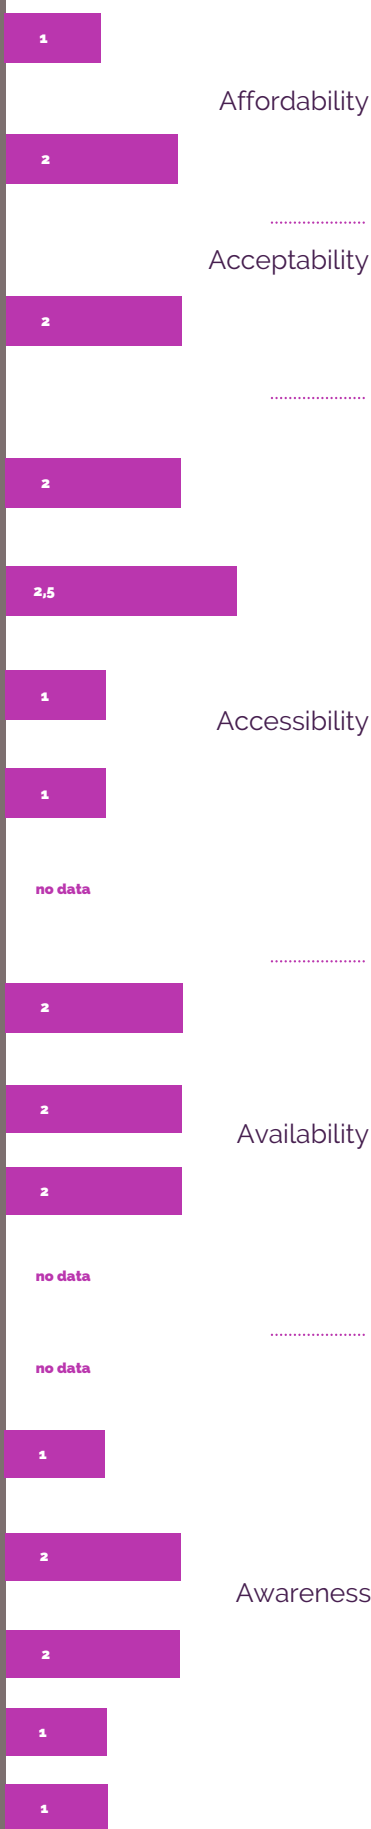 1
Affordability
2
Acceptability
2
2
2,5
1
Accessibility
1
no data
2
2
Availability
2
no data
no data
1
2
Awareness
2
1
1